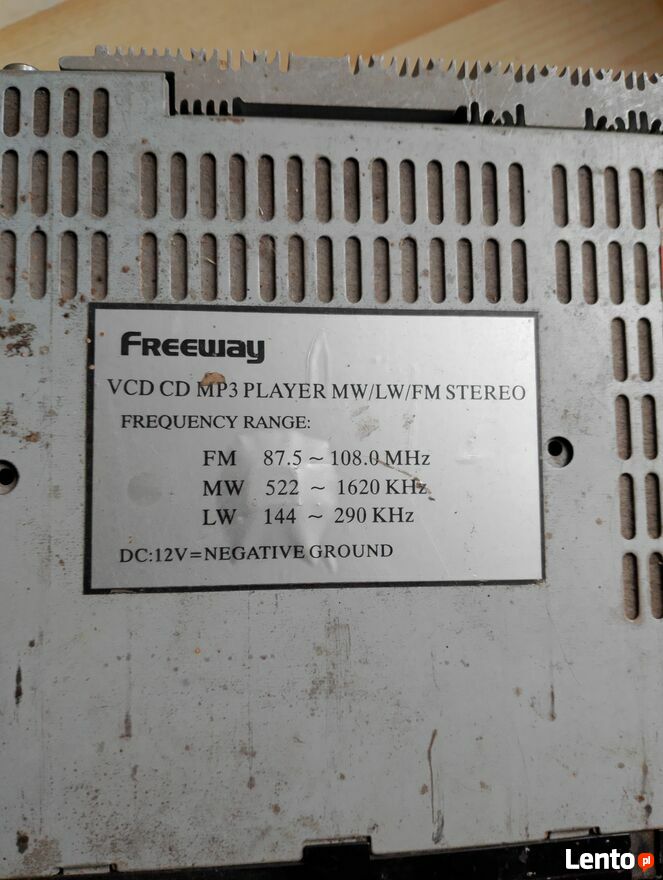 FREEWAY
VCD CD MP3 PLAYER MW/LW/FM STEREO
FREQUENCY RANGE:
FM 87.5 ~ 108.0 MHz
MW 522 ~ 1620 KHz
LW 144 ~ 290 KHz
DC:12V=NEGATIVE GROUND
Lento.pl